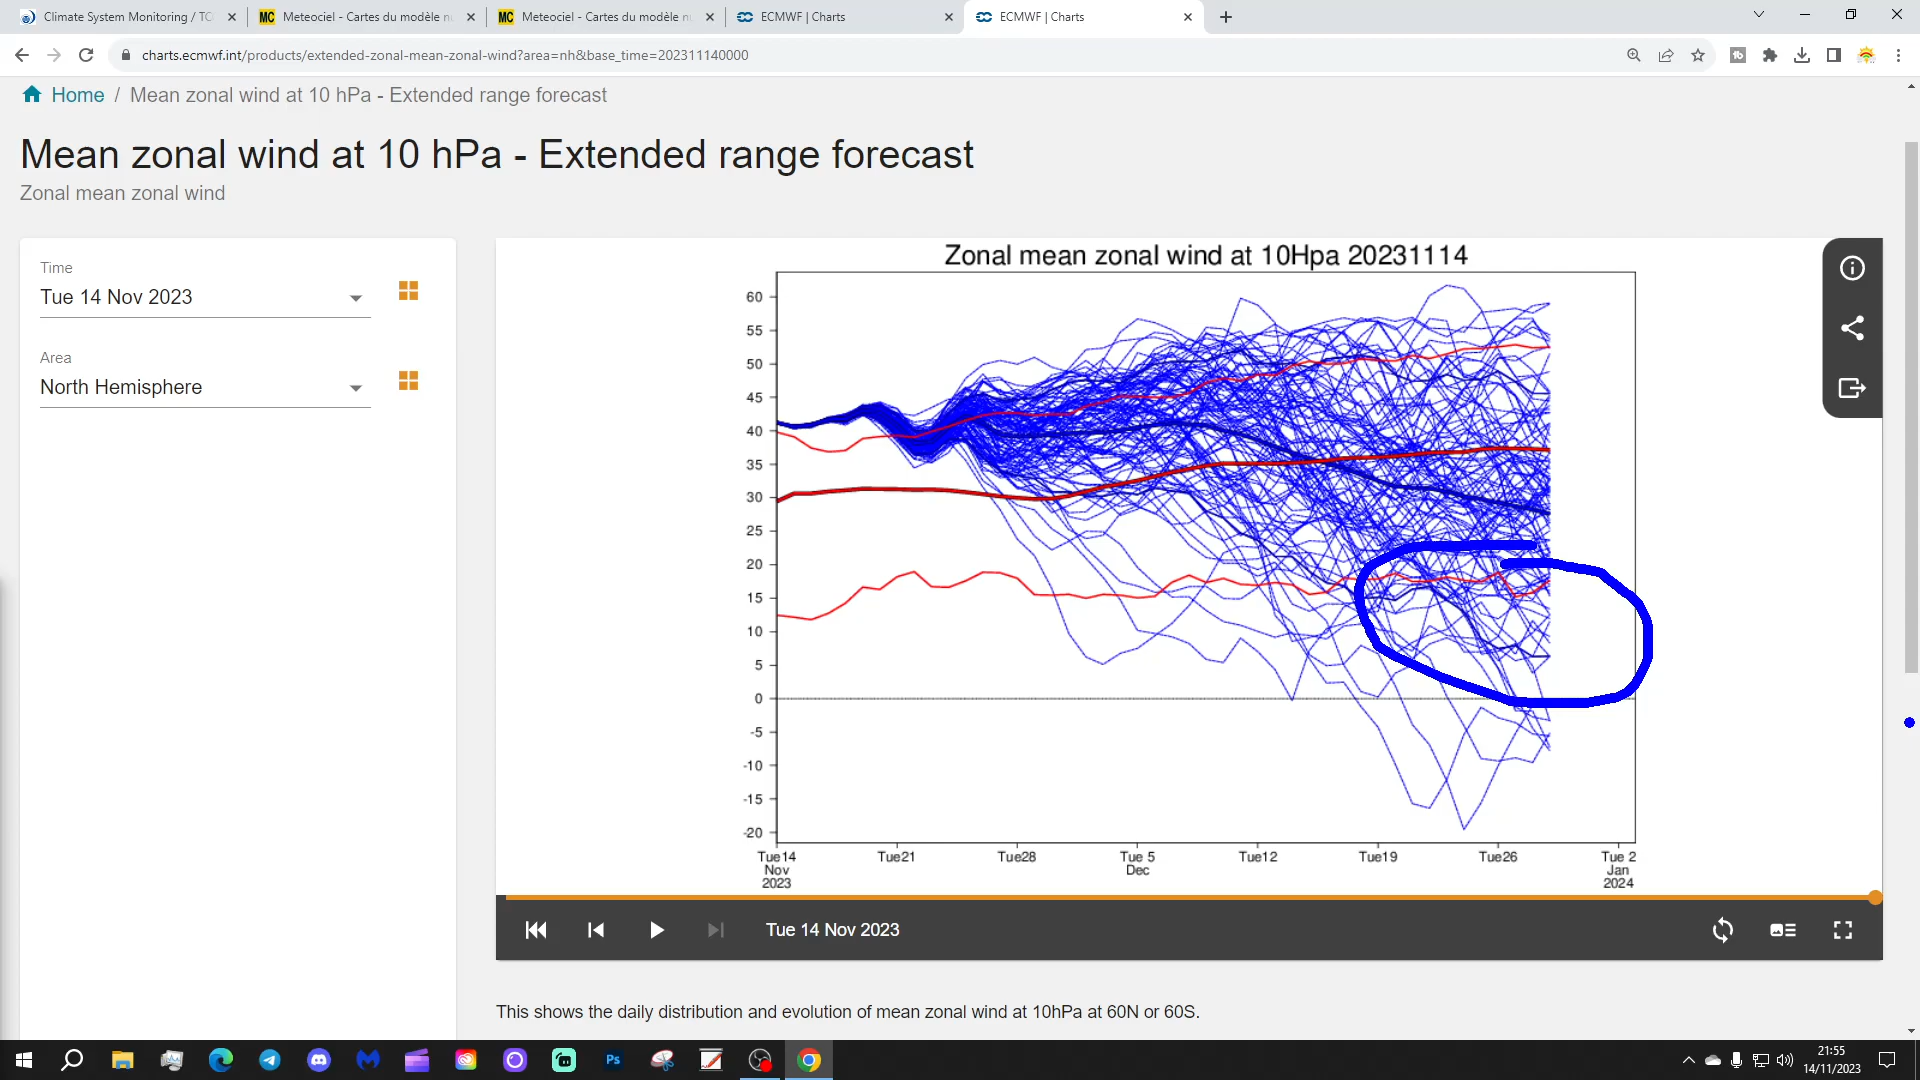 Climate System Monitoring / TC
MC Meteociel - Cartes du modèle n
MC Meteociel - Cartes du modèle n
ECMWF | Charts
ECMWF | Charts
charts.ecmwf.int/products/extended-zonal-mean-zonal-wind?area=nh&base_time=202311140000
Home / Mean zonal wind at 10 hPa - Extended range forecast
Mean zonal wind at 10 hPa - Extended range forecast
Zonal mean zonal wind
Time
Tue 14 Nov 2023
Area
North Hemisphere
Zonal mean zonal wind at 10Hpa 20231114
60
55
50
45
40
35
30
25
20
15
10
5
0
-5
-10
-15
-20
Tue14 Tue21 Tue28 Tue 5 Tue12 Tue19 Tue26 Tue 2
Nov Dec Jan
2023 2024
Tue 14 Nov 2023
This shows the daily distribution and evolution of mean zonal wind at 10hPa at 60N or 60S.
Ps
21:55
14/11/2023